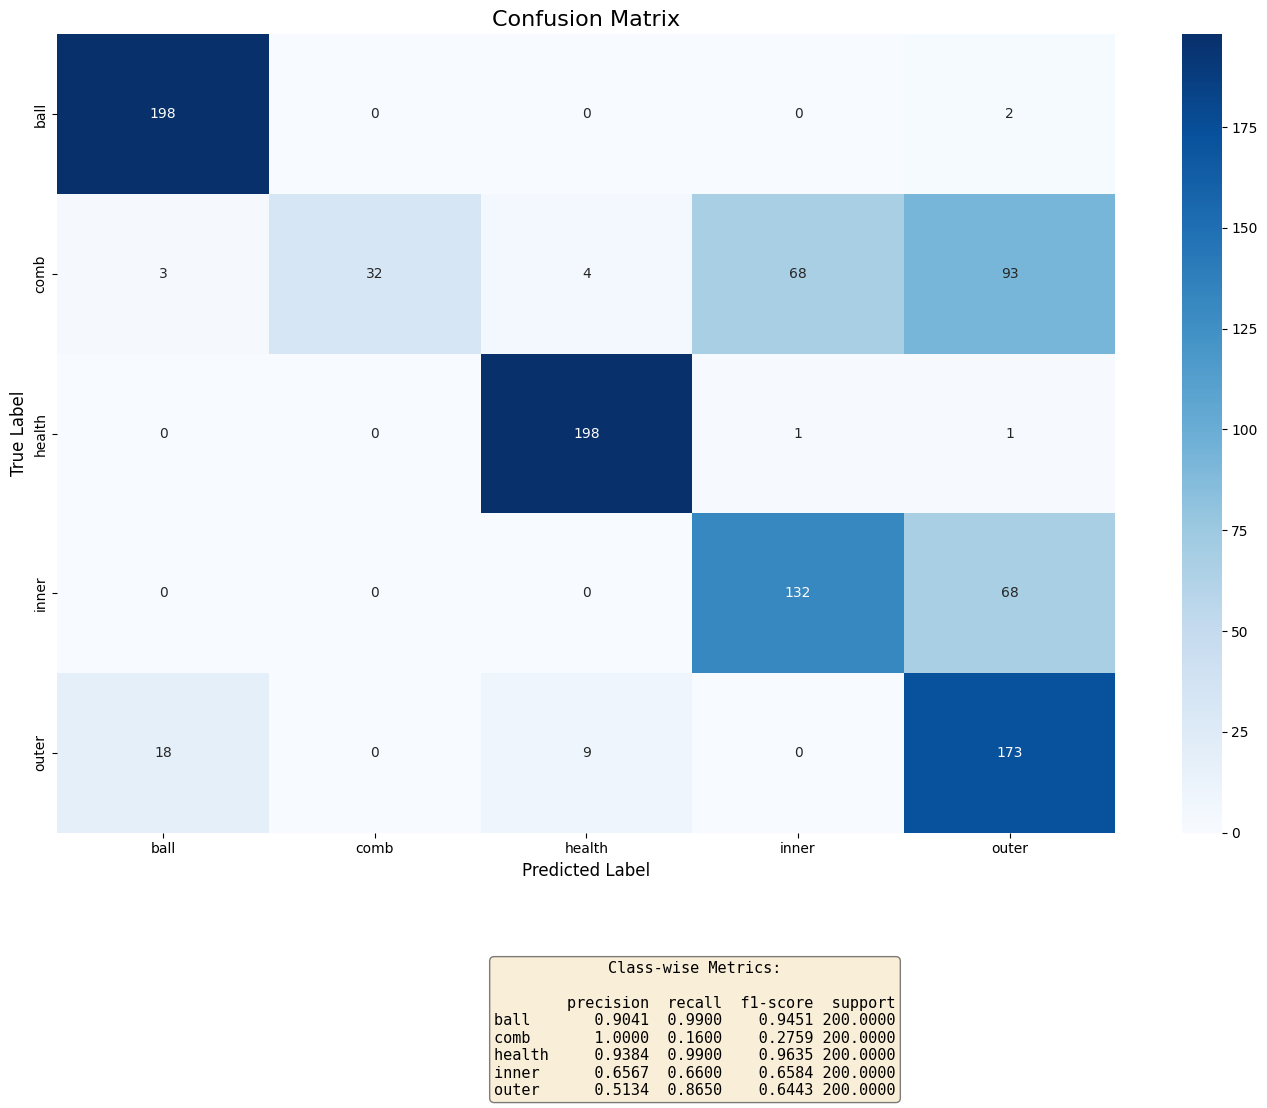 Confusion Matrix
ball 198 0 0 0 2
comb 3 32 4 68 93
health 0 0 198 1 1
inner 0 0 0 132 68
outer 18 0 9 0 173
True Label
ball comb health inner outer
Predicted Label
175
150
125
100
75
50
25
0
Class-wise Metrics:
precision recall f1-score support
ball 0.9041 0.9900 0.9451 200.0000
comb 1.0000 0.1600 0.2759 200.0000
health 0.9384 0.9900 0.9635 200.0000
inner 0.6567 0.6600 0.6584 200.0000
outer 0.5134 0.8650 0.6443 200.0000